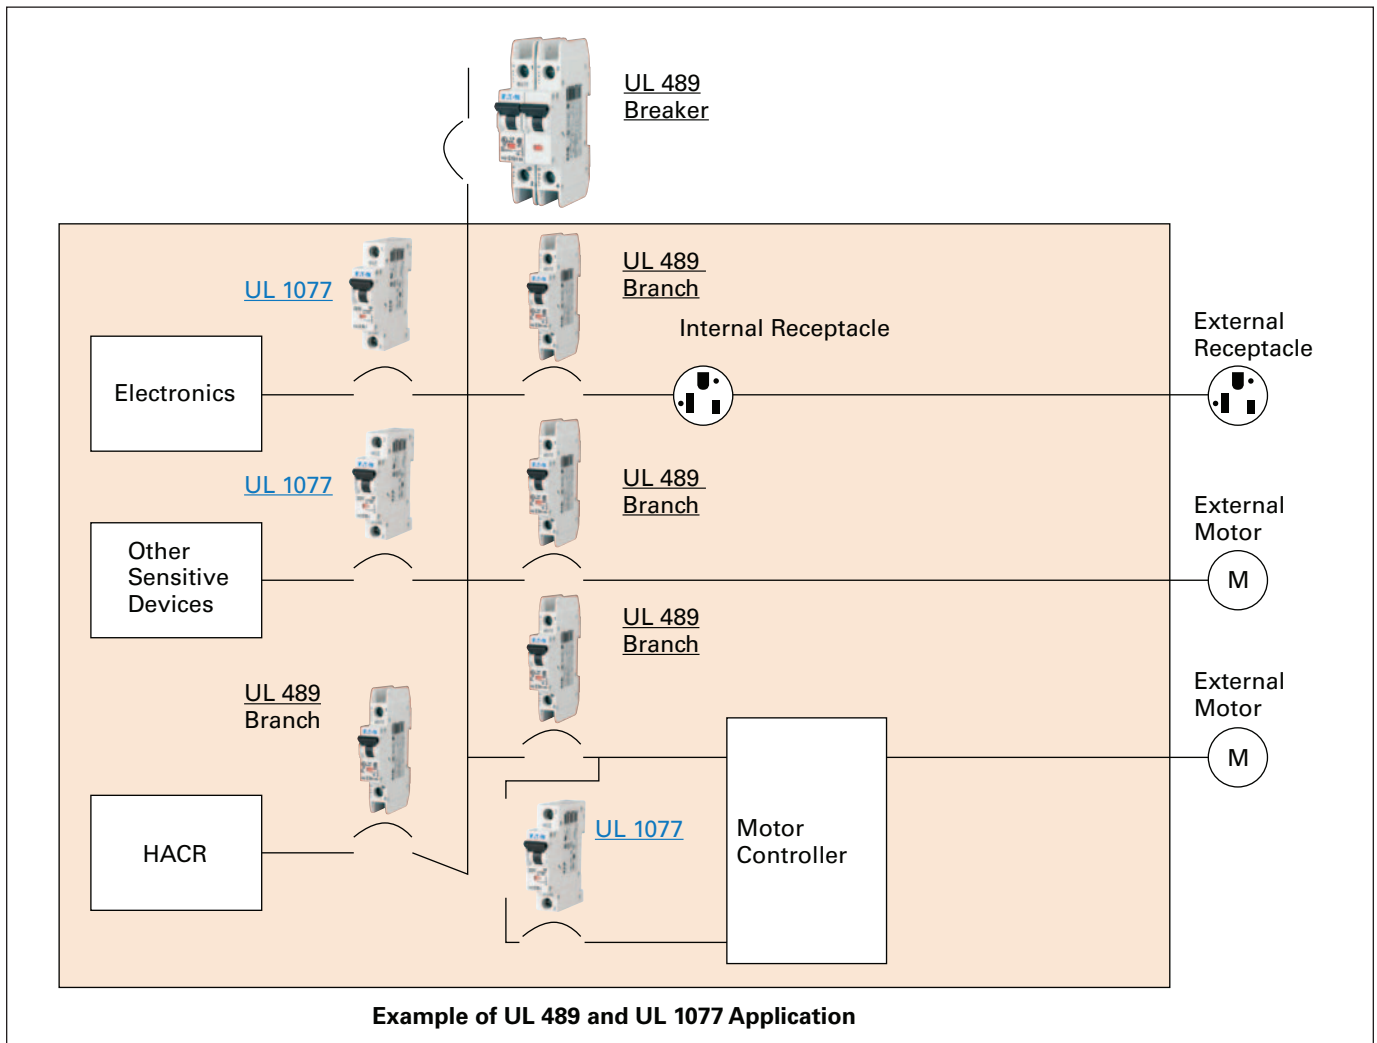 UL 489
Breaker
UL 1077
UL 489
Branch
Internal Receptacle
External
Receptacle
Electronics
UL 1077
UL 489
Branch
External
Motor
Other
Sensitive
Devices
M
UL 489
Branch
UL 489
Branch
External
Motor
M
HACR
UL 1077
Motor
Controller
Example of UL 489 and UL 1077 Application